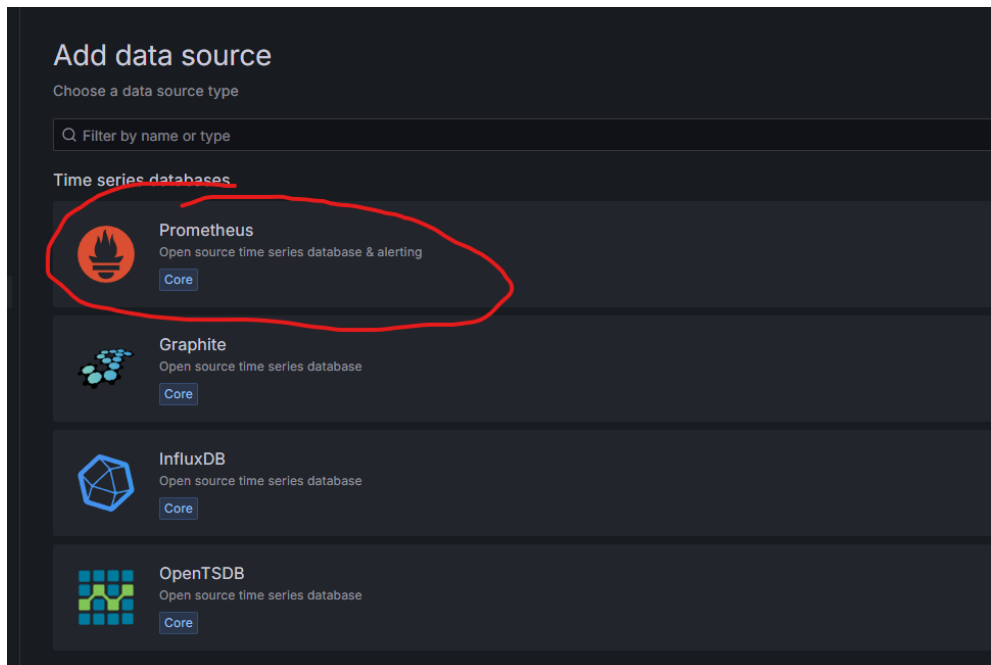 Add data source
Choose a data source type
Filter by name or type
Time series databases
Prometheus
Open source time series database & alerting
Core
Graphite
Open source time series database
Core
InfluxDB
Open source time series database
Core
OpenTSDB
Open source time series database
Core